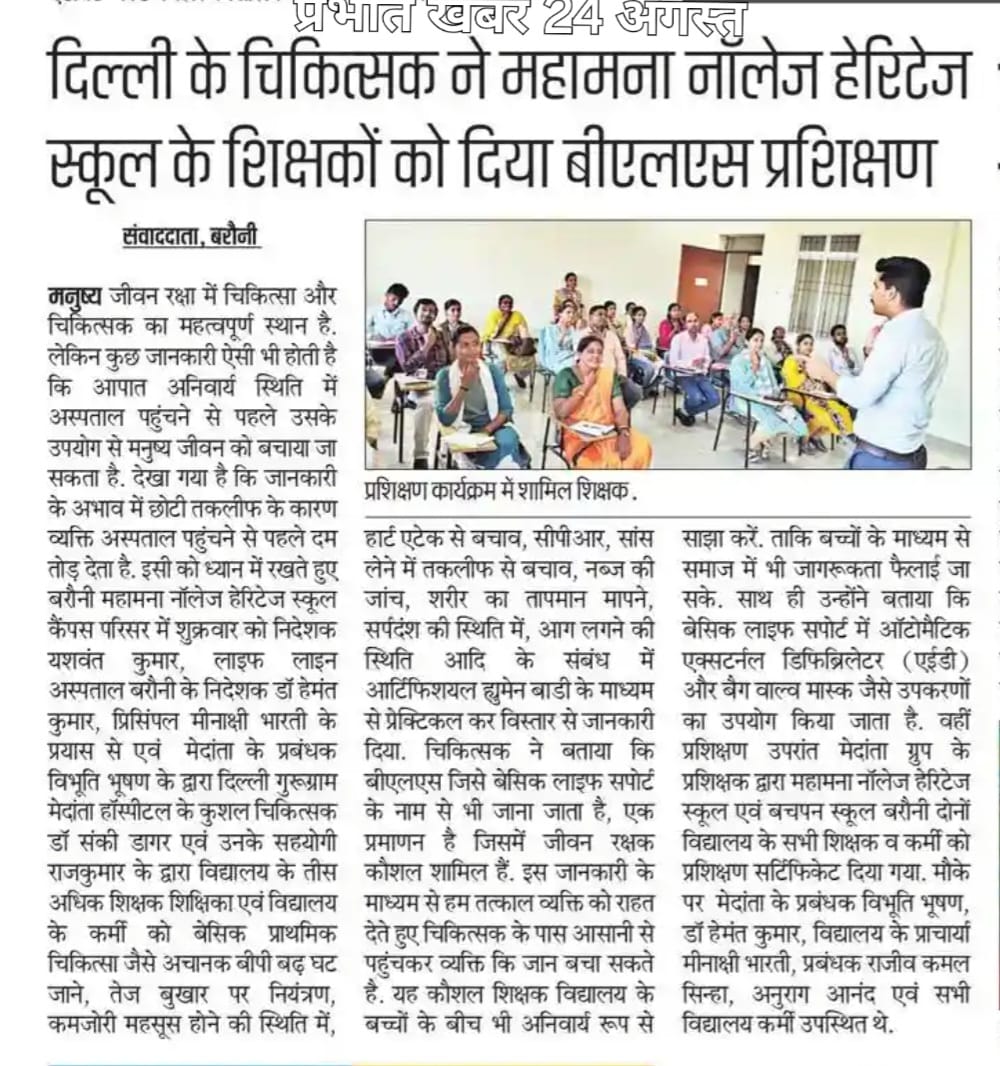 प्रभात खबर 24 अगस्त
दिल्ली के चिकित्सक ने महामना नॉलेज हेरिटेज
स्कूल के शिक्षकों को दिया बीएलएस प्रशिक्षण
संवाददाता, बरौनी
मनुष्य जीवन रक्षा में चिकित्सा और
चिकित्सक का महत्वपूर्ण स्थान है.
लेकिन कुछ जानकारी ऐसी भी होती है
कि आपात अनिवार्य स्थिति में
अस्पताल पहुंचने से पहले उसके
उपयोग से मनुष्य जीवन को बचाया जा
सकता है. देखा गया है कि जानकारी
के अभाव में छोटी तकलीफ के कारण
व्यक्ति अस्पताल पहुंचने से पहले दम
तोड़ देता है. इसी को ध्यान में रखते हुए
बरौनी महामना नॉलेज हेरिटेज स्कूल
कैंपस परिसर में शुक्रवार को निदेशक
यशवंत कुमार, लाइफ लाइन
अस्पताल बरौनी के निदेशक डॉ हेमंत
कुमार, प्रिसिंपल मीनाक्षी भारती के
प्रयास से एवं मेदांता के प्रबंधक
विभूति भूषण के द्वारा दिल्ली गुरूग्राम
मेदांता हॉस्पीटल के कुशल चिकित्सक
डॉ संकी डागर एवं उनके सहयोगी
राजकुमार के द्वारा विद्यालय के तीस
अधिक शिक्षक शिक्षिका एवं विद्यालय
के कर्मी को बेसिक प्राथमिक
चिकित्सा जैसे अचानक बीपी बढ़ घट
जाने, तेज बुखार पर नियंत्रण,
कमजोरी महसूस होने की स्थिति में,
प्रशिक्षण कार्यक्रम में शामिल शिक्षक.
हार्ट एटेक से बचाव, सीपीआर, सांस
लेने में तकलीफ से बचाव, नब्ज की
जांच, शरीर का तापमान मापने,
सर्पदंश की स्थिति में, आग लगने की
स्थिति आदि के संबंध में
आर्टिफिशयल ह्युमेन बाडी के माध्यम
से प्रेक्टिकल कर विस्तार से जानकारी
दिया. चिकित्सक ने बताया कि
बीएलएस जिसे बेसिक लाइफ सपोर्ट
के नाम से भी जाना जाता है, एक
प्रमाणन है जिसमें जीवन रक्षक
कौशल शामिल हैं. इस जानकारी के
माध्यम से हम तत्काल व्यक्ति को राहत
देते हुए चिकित्सक के पास आसानी से
पहुंचकर व्यक्ति कि जान बचा सकते
है. यह कौशल शिक्षक विद्यालय के
बच्चों के बीच भी अनिवार्य रूप से
साझा करें. ताकि बच्चों के माध्यम से
समाज में भी जागरूकता फैलाई जा
सके. साथ ही उन्होंने बताया कि
बेसिक लाइफ सपोर्ट में ऑटोमैटिक
एक्सटर्नल डिफिब्रिलेटर (एईडी)
और बैग वाल्व मास्क जैसे उपकरणों
का उपयोग किया जाता है. वहीं
प्रशिक्षण उपरांत मेदांता ग्रुप के
प्रशिक्षक द्वारा महामना नॉलेज हेरिटेज
स्कूल एवं बचपन स्कूल बरौनी दोनों
विद्यालय के सभी शिक्षक व कर्मी को
प्रशिक्षण सर्टिफिकेट दिया गया. मौके
पर मेदांता के प्रबंधक विभूति भूषण,
डॉ हेमंत कुमार, विद्यालय के प्राचार्या
मीनाक्षी भारती, प्रबंधक राजीव कमल
सिन्हा, अनुराग आनंद एवं सभी
विद्यालय कर्मी उपस्थित थे.